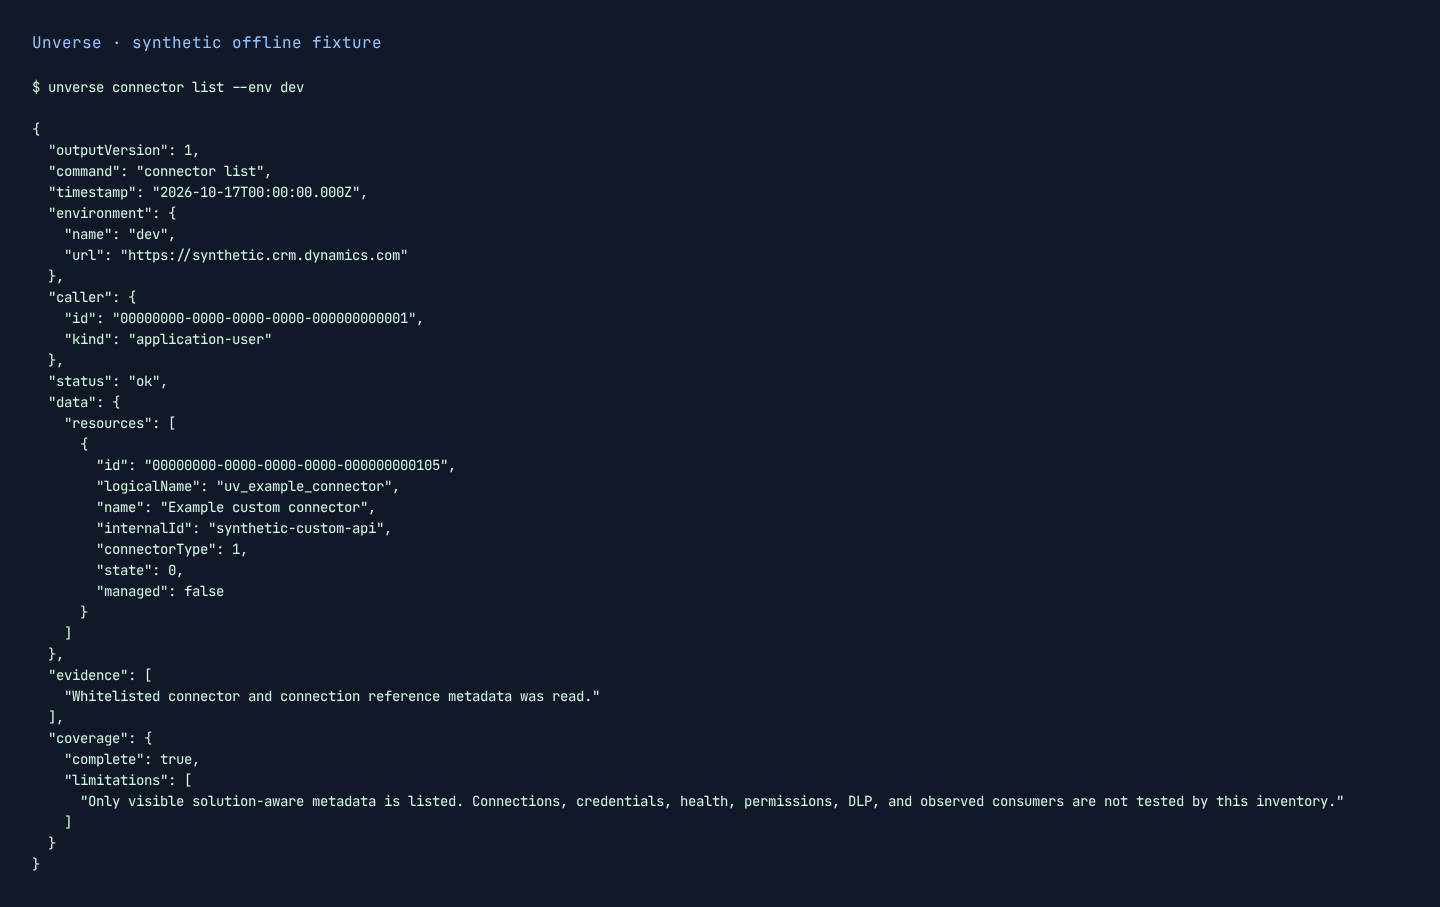 Unverse · synthetic offline fixture
$ unverse connector list --env dev
{
  "outputVersion": 1,
  "command": "connector list",
  "timestamp": "2026-10-17T00:00:00.000Z",
  "environment": {
    "name": "dev",
    "url": "https://synthetic.crm.dynamics.com"
  },
  "caller": {
    "id": "00000000-0000-0000-0000-000000000001",
    "kind": "application-user"
  },
  "status": "ok",
  "data": {
    "resources": [
      {
        "id": "00000000-0000-0000-0000-000000000105",
        "logicalName": "uv_example_connector",
        "name": "Example custom connector",
        "internalId": "synthetic-custom-api",
        "connectorType": 1,
        "state": 0,
        "managed": false
      }
    ]
  },
  "evidence": [
    "Whitelisted connector and connection reference metadata was read."
  ],
  "coverage": {
    "complete": true,
    "limitations": [
      "Only visible solution-aware metadata is listed. Connections, credentials, health, permissions, DLP, and observed consumers are not tested by this inventory."
    ]
  }
}